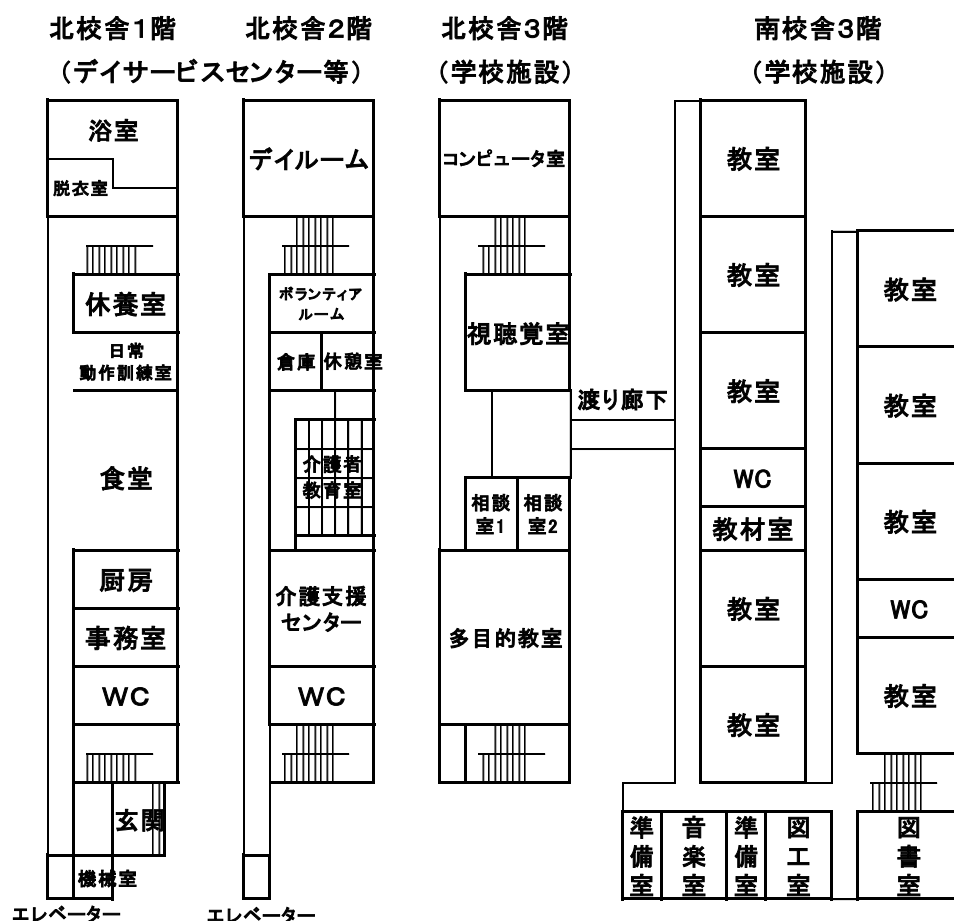 北校舎1階
北校舎2階
(デイサービスセンター等)
北校舎3階
(学校施設)
南校舎3階
(学校施設)
浴室
脱衣室
休養室
日常
動作訓練室
食堂
厨房
事務室
WC
玄関
機械室
エレベーター
デイルーム
ボランティア
ルーム
倉庫
休憩室
介護者
教育室
介護支援
センター
WC
エレベーター
コンピュータ室
視聴覚室
相談
室1
相談
室2
多目的教室
渡り廊下
教室
教室
教室
WC
教材室
教室
教室
教室
教室
教室
WC
教室
準備室
音楽室
準備室
図工室
図書室